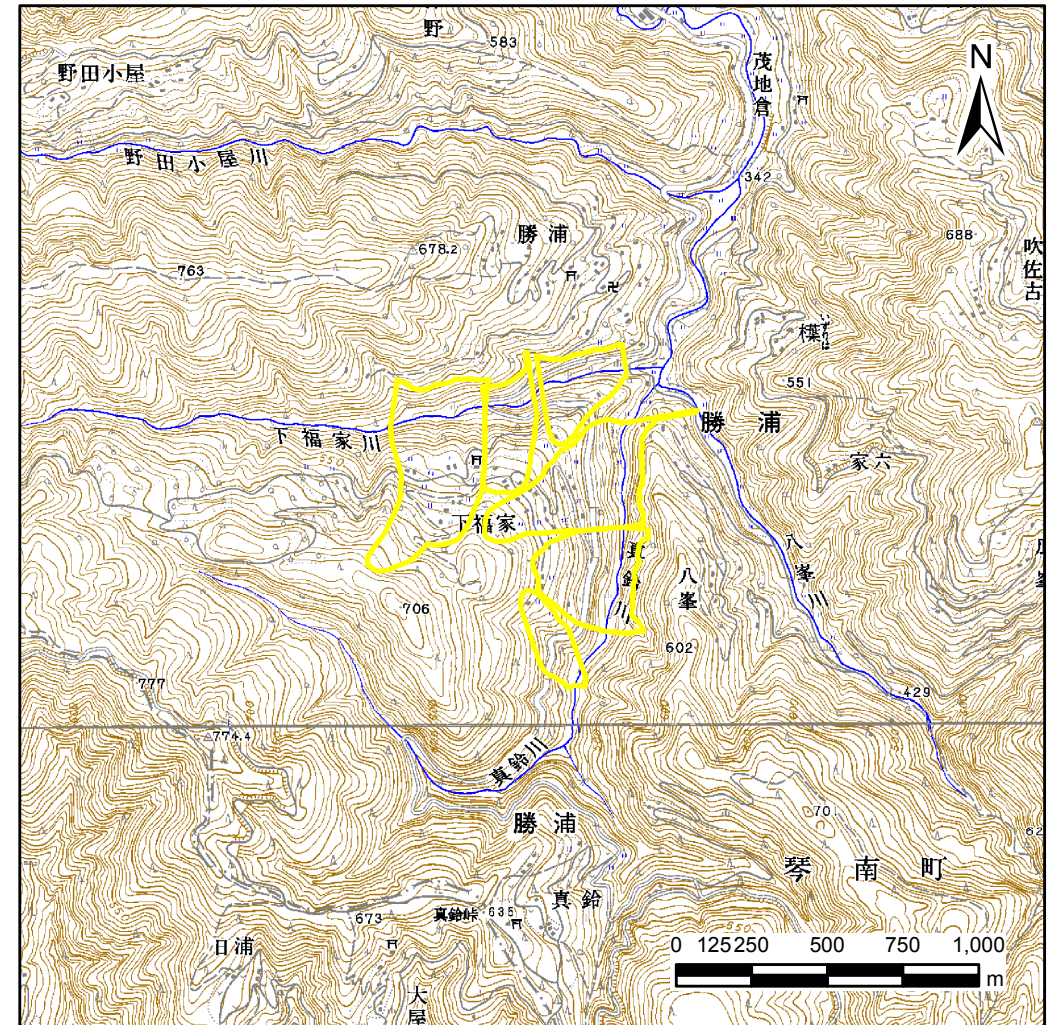 野
583
野田小屋
茂地倉
N
野田小屋川
342
勝浦
678.2
688
763
吹佐古
551
下福家川
勝浦
家六
下福家
八峯
八峯川
706
602
777
429
774.4
真鈴川
701
勝浦
琴南町
真鈴
673
真鈴峠
635
日浦
大屋
0 125 250 500 750 1,000
m